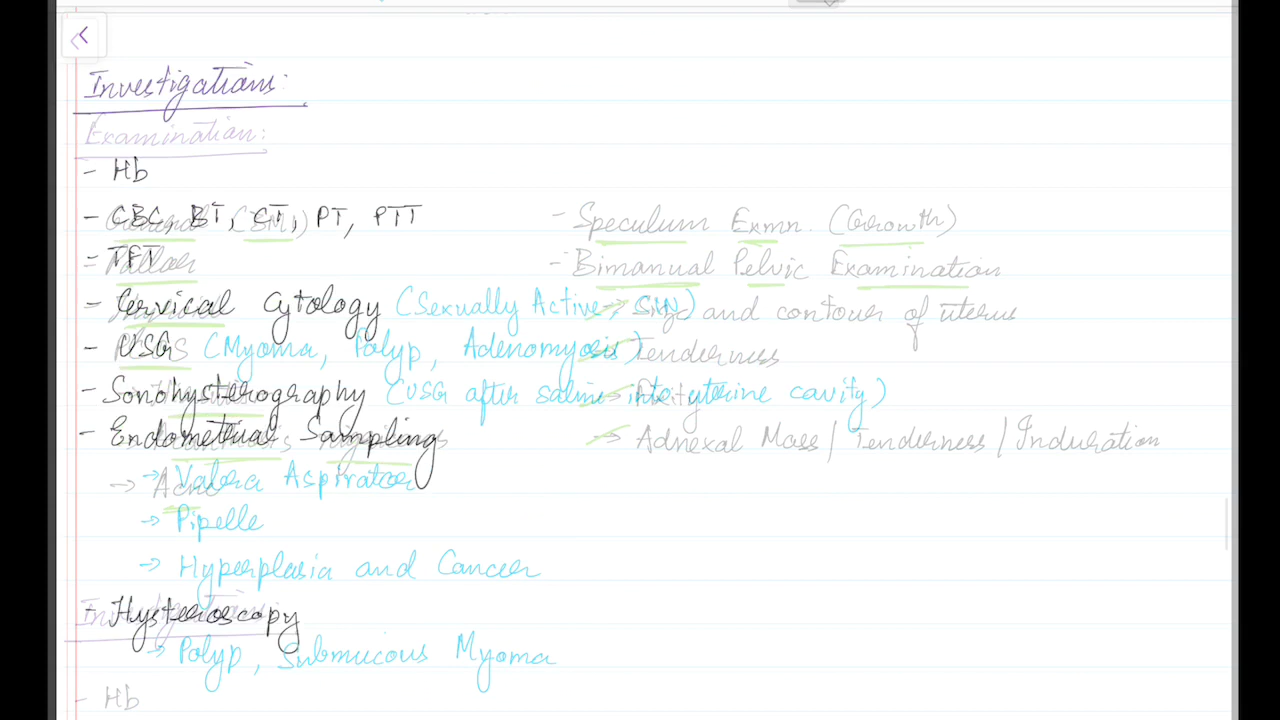 Investigations:
Examination:
- Hb
- CBC, BT, CT, PT, PTT
- TFT
- Cervical Cytology (Sexually Active → CIN)
- USG (Myoma, Polyp, Adenomyosis)
- Sonohysterography (USG after saline into uterine cavity)
- Endometrial Sampling
→ Vabra Aspirator
→ Pipelle
→ Hyperplasia and Cancer
- Hysteroscopy
→ Polyp, Submucous Myoma
- Hb
- Speculum Exmn. (Growth)
- Bimanual Pelvic Examination
→ Size and contour of uterus
→ Tenderness
→ Adnexal Mass / Tenderness / Induration
→ Acne